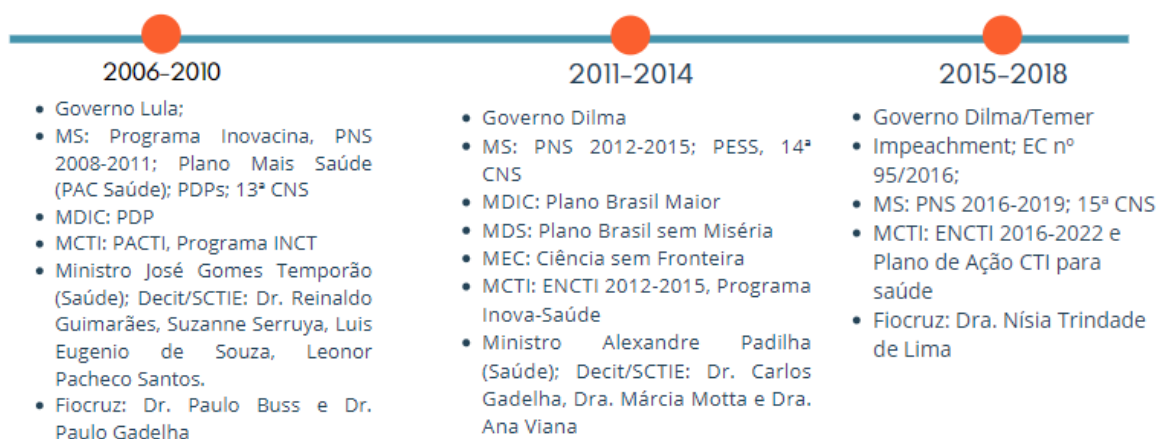 2006-2010
• Governo Lula;
• MS: Programa Inovacina, PNS
2008-2011; Plano Mais Saúde
(PAC Saúde); PDPs; 13ª CNS
• MDIC: PDP
• MCTI: PACTI, Programa INCT
• Ministro José Gomes Temporão
(Saúde); Decit/SCTIE: Dr. Reinaldo
Guimarães, Suzanne Serruya, Luis
Eugenio de Souza, Leonor
Pacheco Santos.
• Fiocruz: Dr. Paulo Buss e Dr.
Paulo Gadelha
2011-2014
• Governo Dilma
• MS: PNS 2012-2015; PESS, 14ª
CNS
• MDIC: Plano Brasil Maior
• MDS: Plano Brasil sem Miséria
• MEC: Ciência sem Fronteira
• MCTI: ENCTI 2012-2015, Programa
Inova-Saúde
• Ministro Alexandre Padilha
(Saúde); Decit/SCTIE: Dr. Carlos
Gadelha, Dra. Márcia Motta e Dra.
Ana Viana
2015-2018
• Governo Dilma/Temer
• Impeachment; EC nº
95/2016;
• MS: PNS 2016-2019; 15ª CNS
• MCTI: ENCTI 2016-2022 e
Plano de Ação CTI para
saúde
• Fiocruz: Dra. Nísia Trindade
de Lima